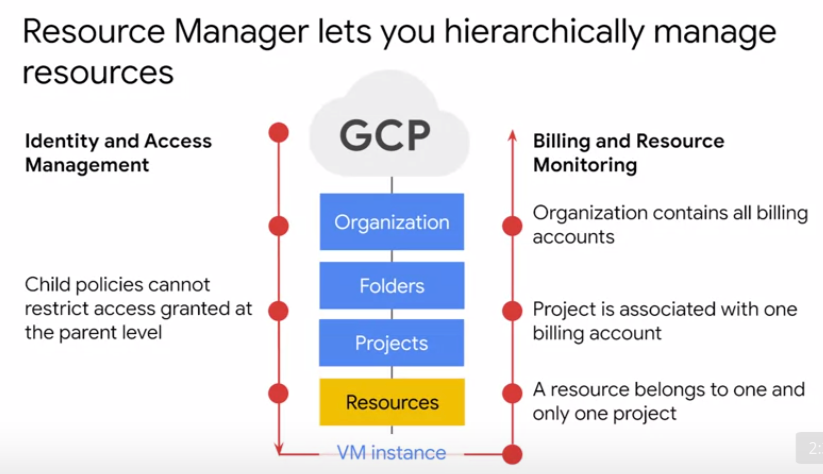 Resource Manager lets you hierarchically manage
resources
Identity and Access
Management
Child policies cannot
restrict access granted at
the parent level
GCP
Organization
Folders
Projects
Resources
VM instance
Billing and Resource
Monitoring
Organization contains all billing
accounts
Project is associated with one
billing account
A resource belongs to one and
only one project
2: